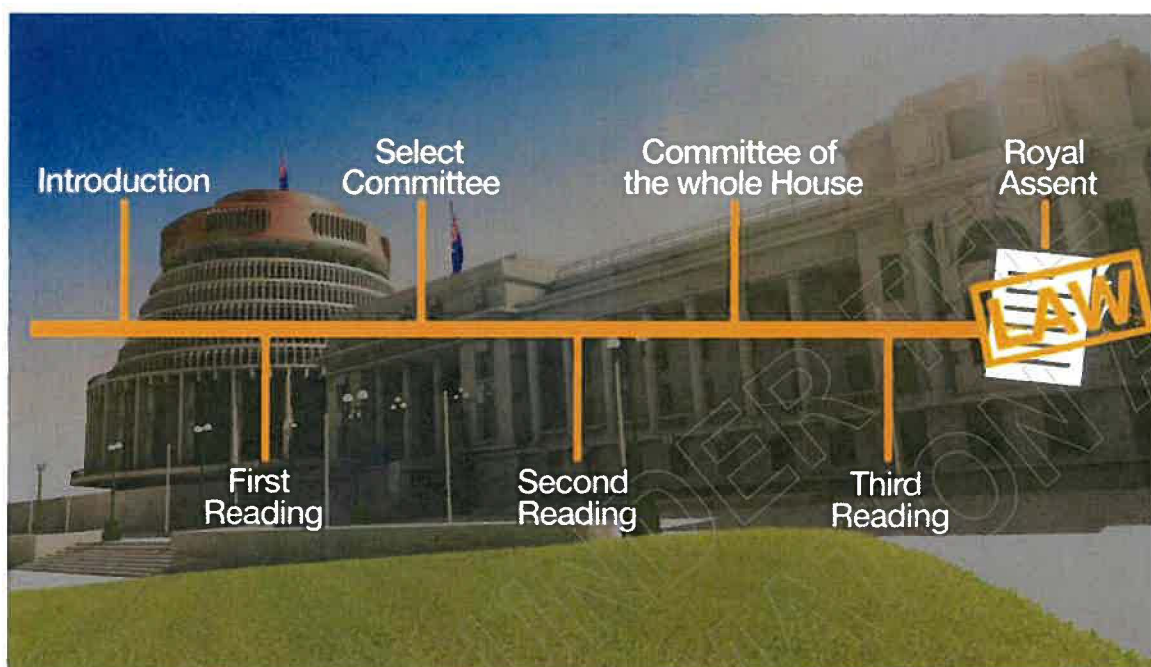 Introduction
First
Reading
Select
Committee
Second
Reading
Committee of
the whole House
Third
Reading
Royal
Assent
LAW